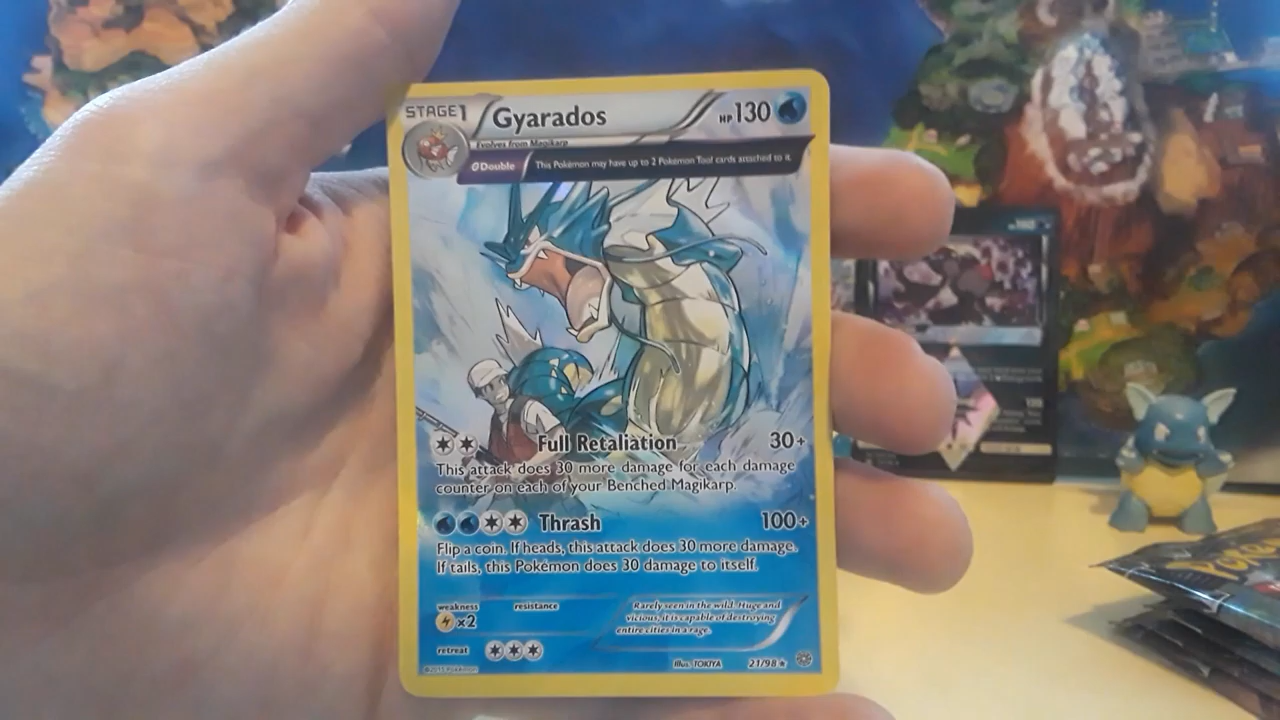 STAGE1 Gyarados HP130
Evolves from Magikarp
Double This Pokémon may have up to 2 Pokémon Tool cards attached to it.
Full Retaliation 30+
This attack does 30 more damage for each damage
counter on each of your Benched Magikarp.
Thrash 100+
Flip a coin. If heads, this attack does 30 more damage.
If tails, this Pokémon does 30 damage to itself.
weakness resistance
x2
Rarely seen in the wild. Huge and
vicious, it is capable of destroying
entire cities in a rage.
retreat
©2015 Pokémon
Illus. TOKIYA 21/98